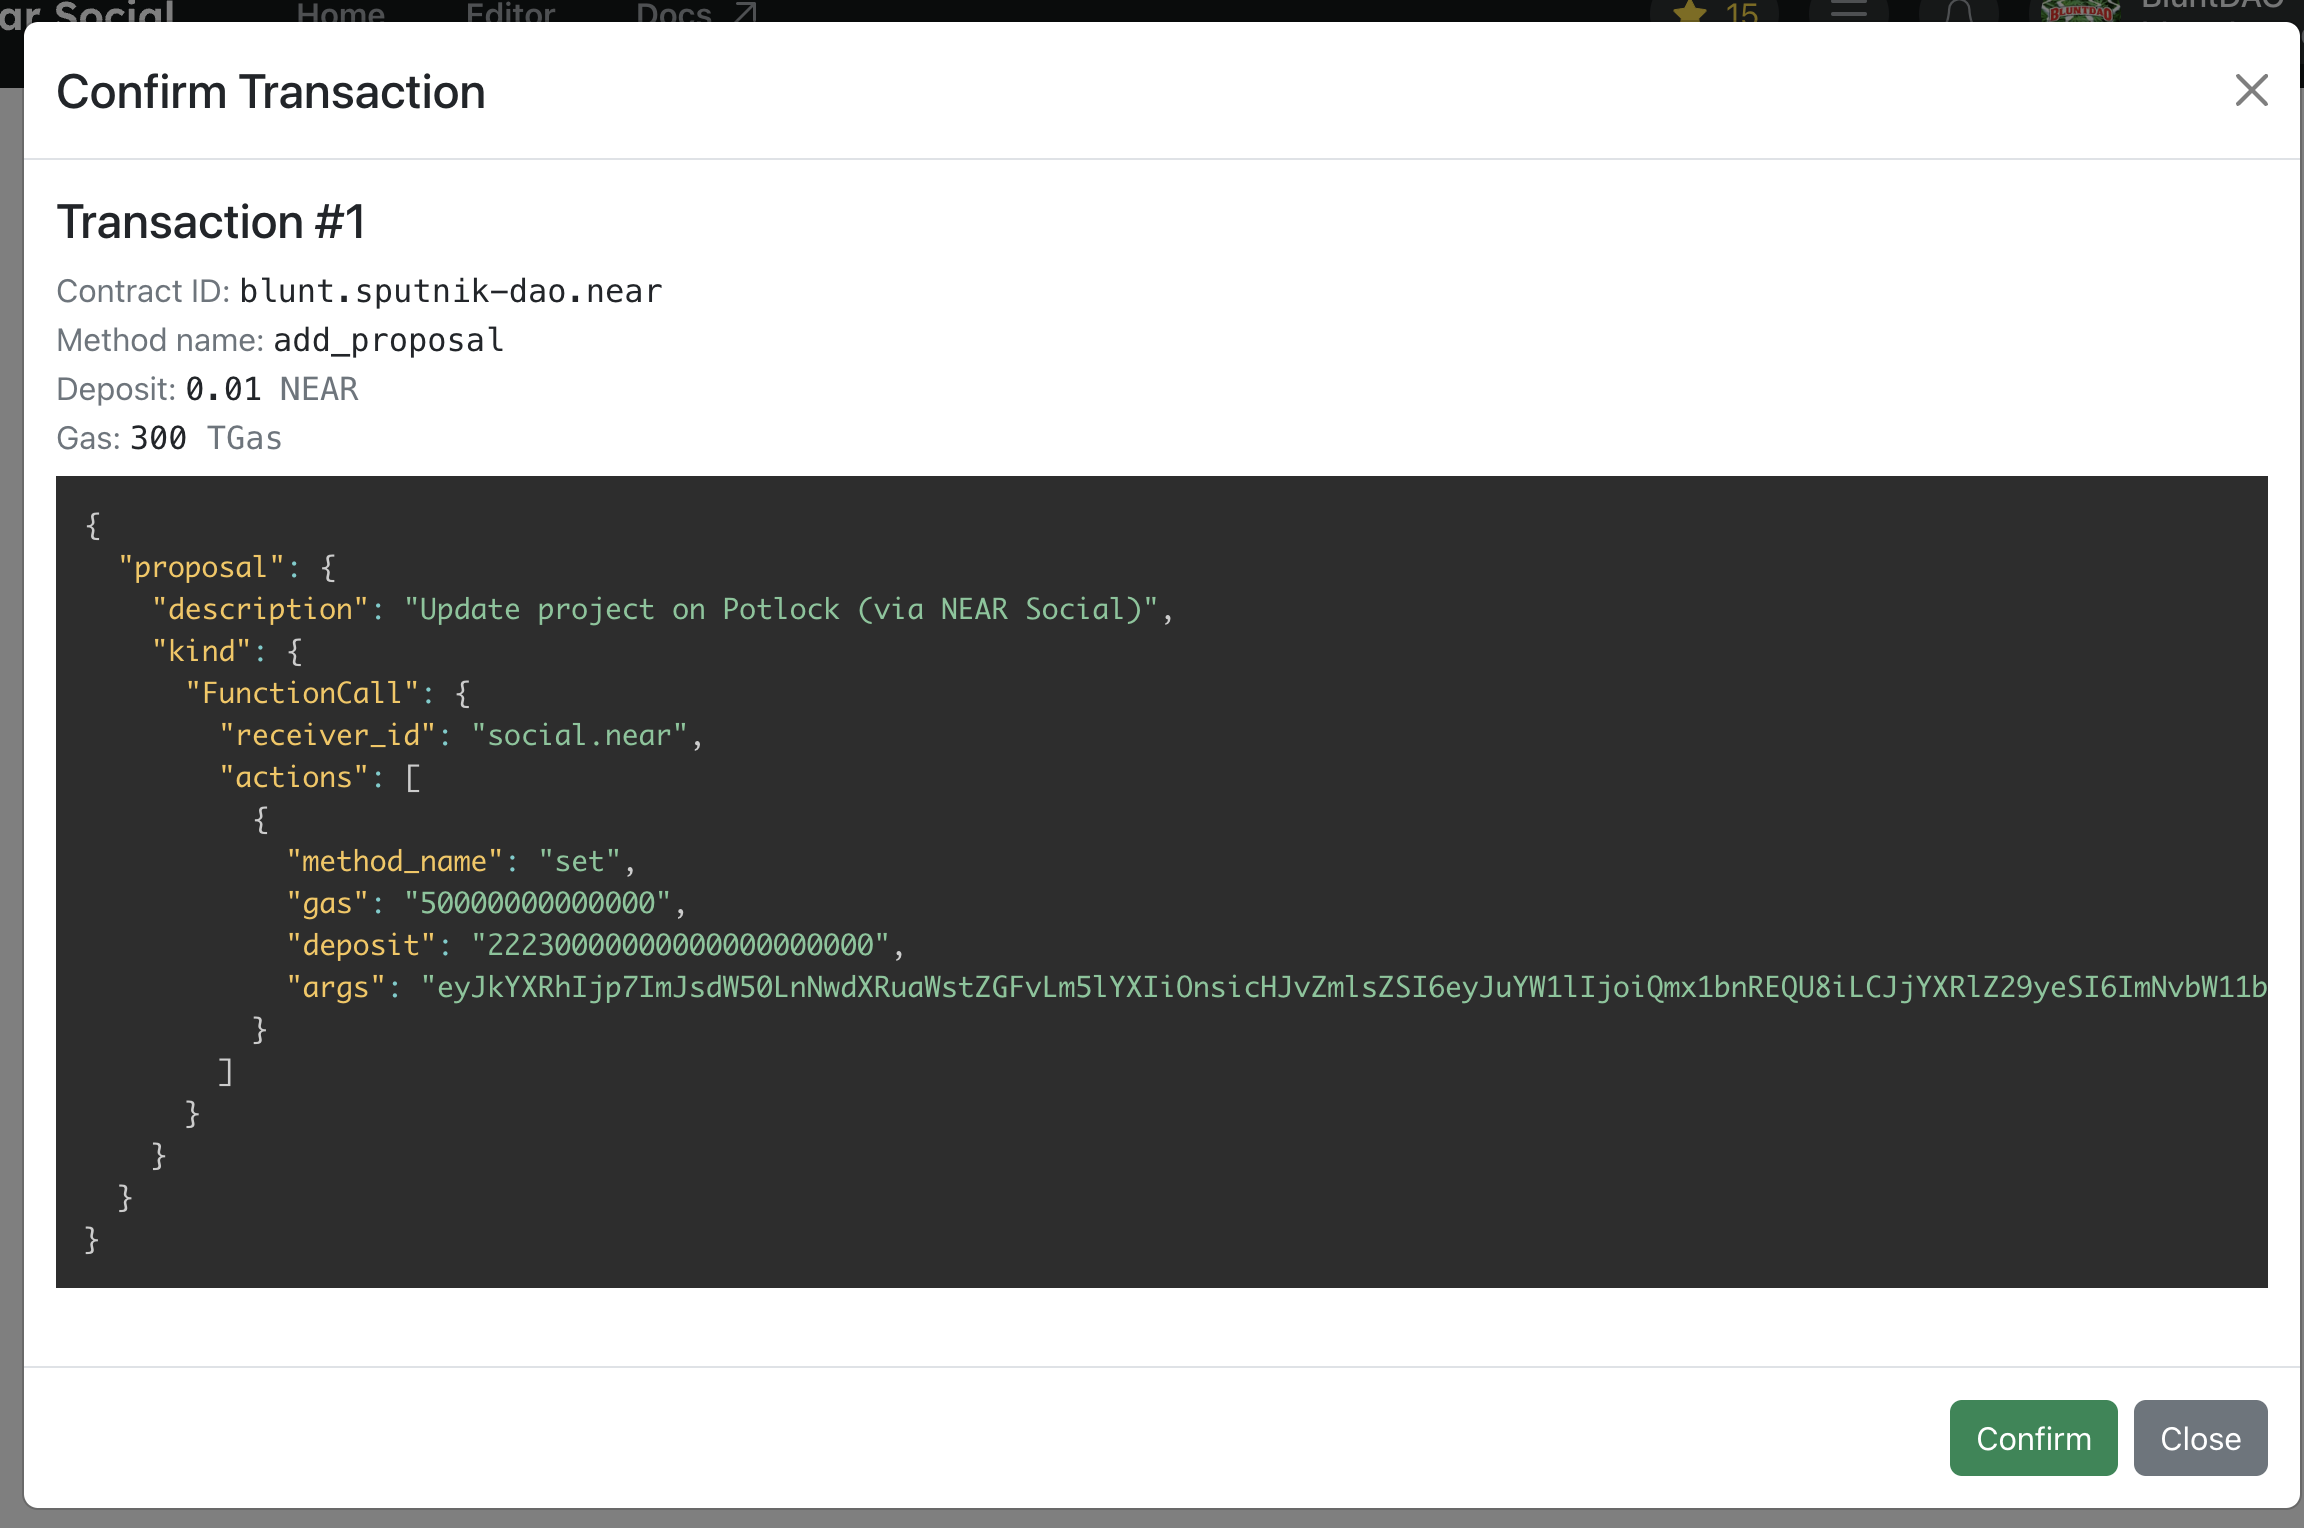 ar Social Home Editor Docs 15 BluntDAO
BLUNTDAO
Confirm Transaction
Transaction #1
Contract ID: blunt.sputnik-dao.near
Method name: add_proposal
Deposit: 0.01 NEAR
Gas: 300 TGas
{
"proposal": {
"description": "Update project on Potlock (via NEAR Social)",
"kind": {
"FunctionCall": {
"receiver_id": "social.near",
"actions": [
{
"method_name": "set",
"gas": "50000000000000",
"deposit": "22230000000000000000000",
"args": "eyJkYXRhIjp7ImJsdW50LnNwdXRuaWstZGFvLm5lYXIiOnsicHJvZmlsZSI6eyJuYW1lIjoiQmx1bnREQU8iLCJjYXRlZ29yeSI6ImNvbW11b
}
]
}
}
}
}
Confirm Close